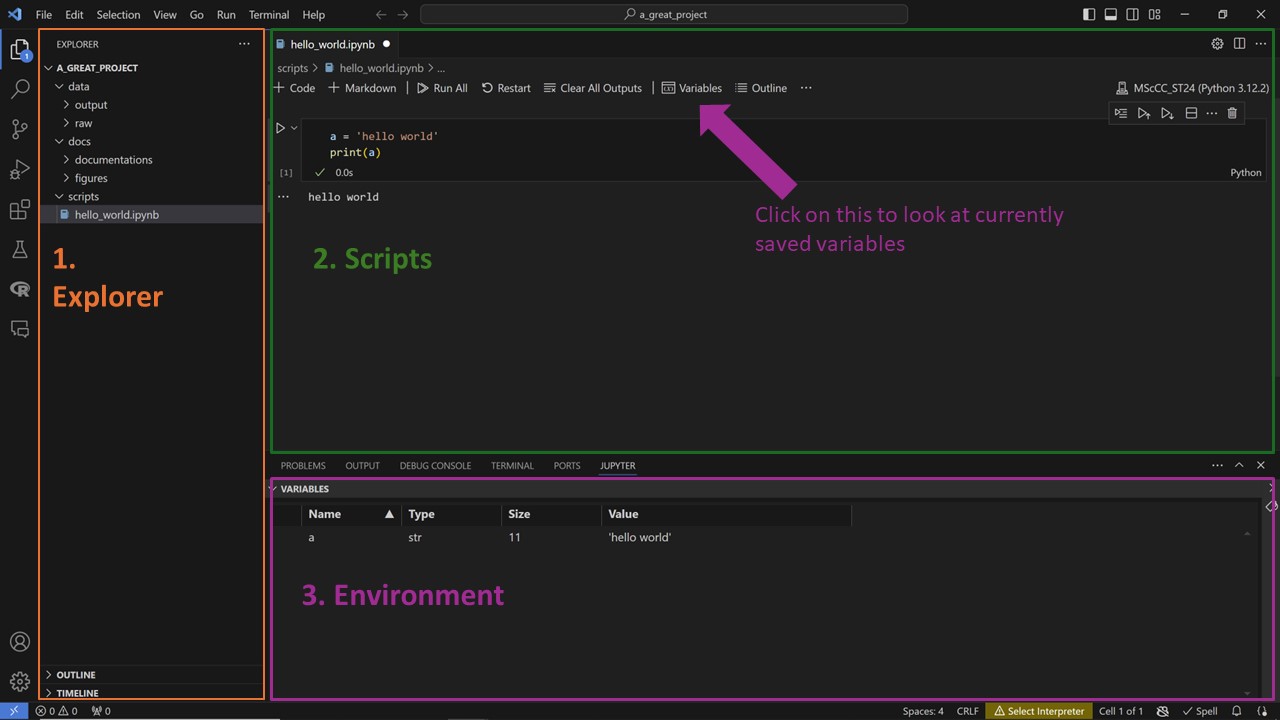 File Edit Selection View Go Run Terminal Help
a_great_project
EXPLORER
1
A_GREAT_PROJECT
data
output
raw
docs
documentations
figures
scripts
hello_world.ipynb
1.
Explorer
OUTLINE
TIMELINE
hello_world.ipynb
scripts > hello_world.ipynb > ...
+ Code + Markdown Run All Restart Clear All Outputs Variables Outline ... MScCC_ST24 (Python 3.12.2)
a = 'hello world'
print(a)
[1] 0.0s Python
hello world
Click on this to look at currently
saved variables
2. Scripts
PROBLEMS OUTPUT DEBUG CONSOLE TERMINAL PORTS JUPYTER
VARIABLES
Name Type Size Value
a str 11 'hello world'
3. Environment
0 0 0 Spaces: 4 CRLF Select Interpreter Cell 1 of 1 Spell